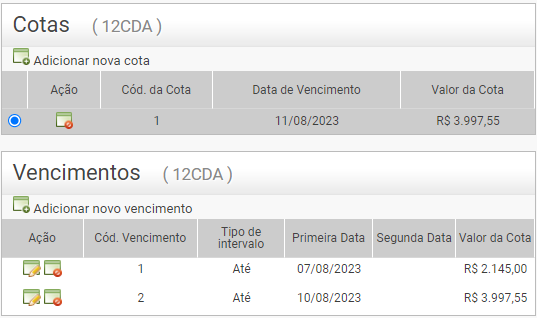 Cotas ( 12CDA )
Adicionar nova cota
Ação Cód. da Cota Data de Vencimento Valor da Cota
1 11/08/2023 R$ 3.997,55
Vencimentos ( 12CDA )
Adicionar novo vencimento
Ação Cód. Vencimento Tipo de intervalo Primeira Data Segunda Data Valor da Cota
1 Até 07/08/2023 R$ 2.145,00
2 Até 10/08/2023 R$ 3.997,55